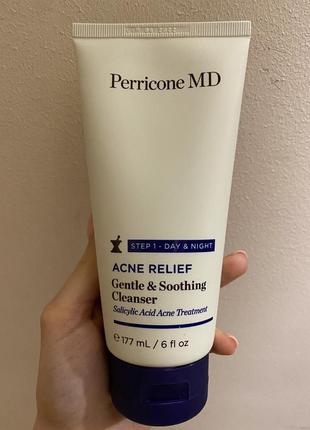 Perricone MD
STEP 1 - DAY & NIGHT
ACNE RELIEF
Gentle & Soothing
Cleanser
Salicylic Acid Acne Treatment
℮ 177 mL / 6 fl oz